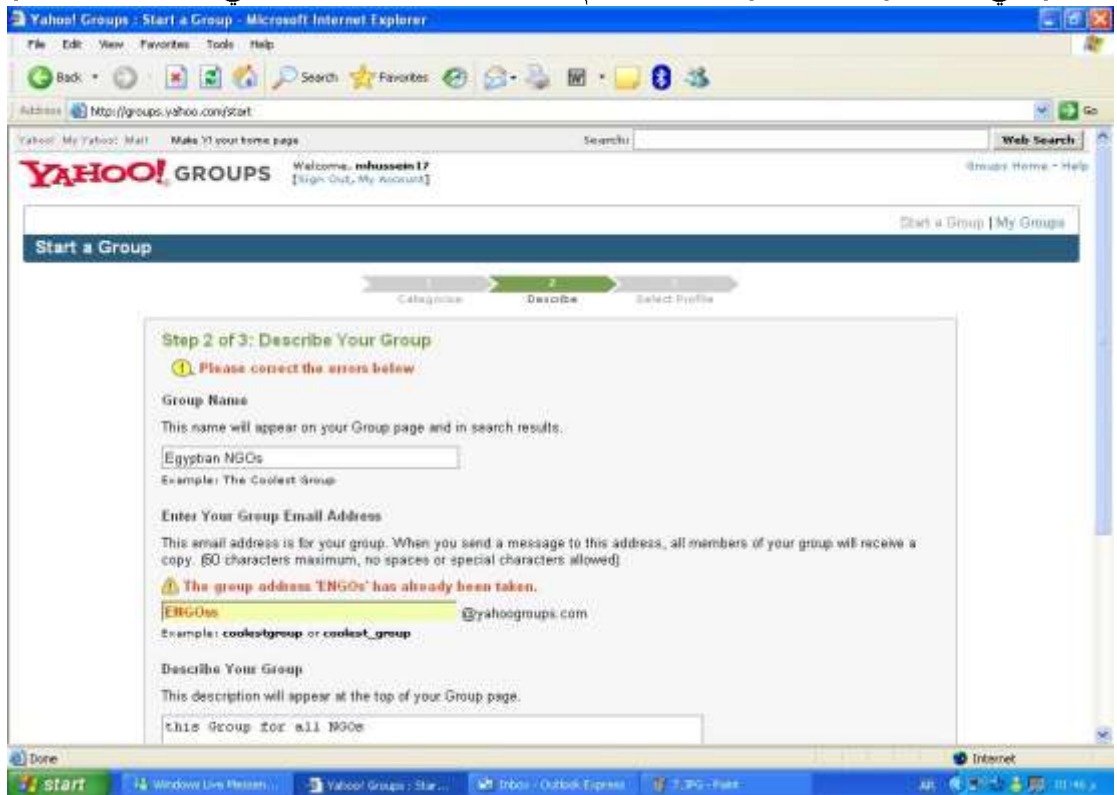 Yahoo! Groups : Start a Group - Microsoft Internet Explorer
File Edit View Favorites Tools Help
Back Search Favorites
Address http://groups.yahoo.com/start Go
Yahoo! My Yahoo! Mail Make Y! your home page Search: Web Search
YAHOO! GROUPS Welcome, mhussein17 Groups Home - Help
[Sign Out, My Account]
Start a Group | My Groups
Start a Group
1 2 3
Categorize Describe Select Profile
Step 2 of 3: Describe Your Group
Please correct the errors below
Group Name
This name will appear on your Group page and in search results.
Egyptian NGOs
Example: The Coolest Group
Enter Your Group Email Address
This email address is for your group. When you send a message to this address, all members of your group will receive a
copy. (50 characters maximum, no spaces or special characters allowed)
The group address 'ENGOs' has already been taken.
ENGOss @yahoogroups.com
Example: coolestgroup or coolest_group
Describe Your Group
This description will appear at the top of your Group page.
this Group for all NGOs
Done Internet
start Windows Live Messen... Yahoo! Groups : Star... Inbox - Outlook Express 7.JPG - Paint